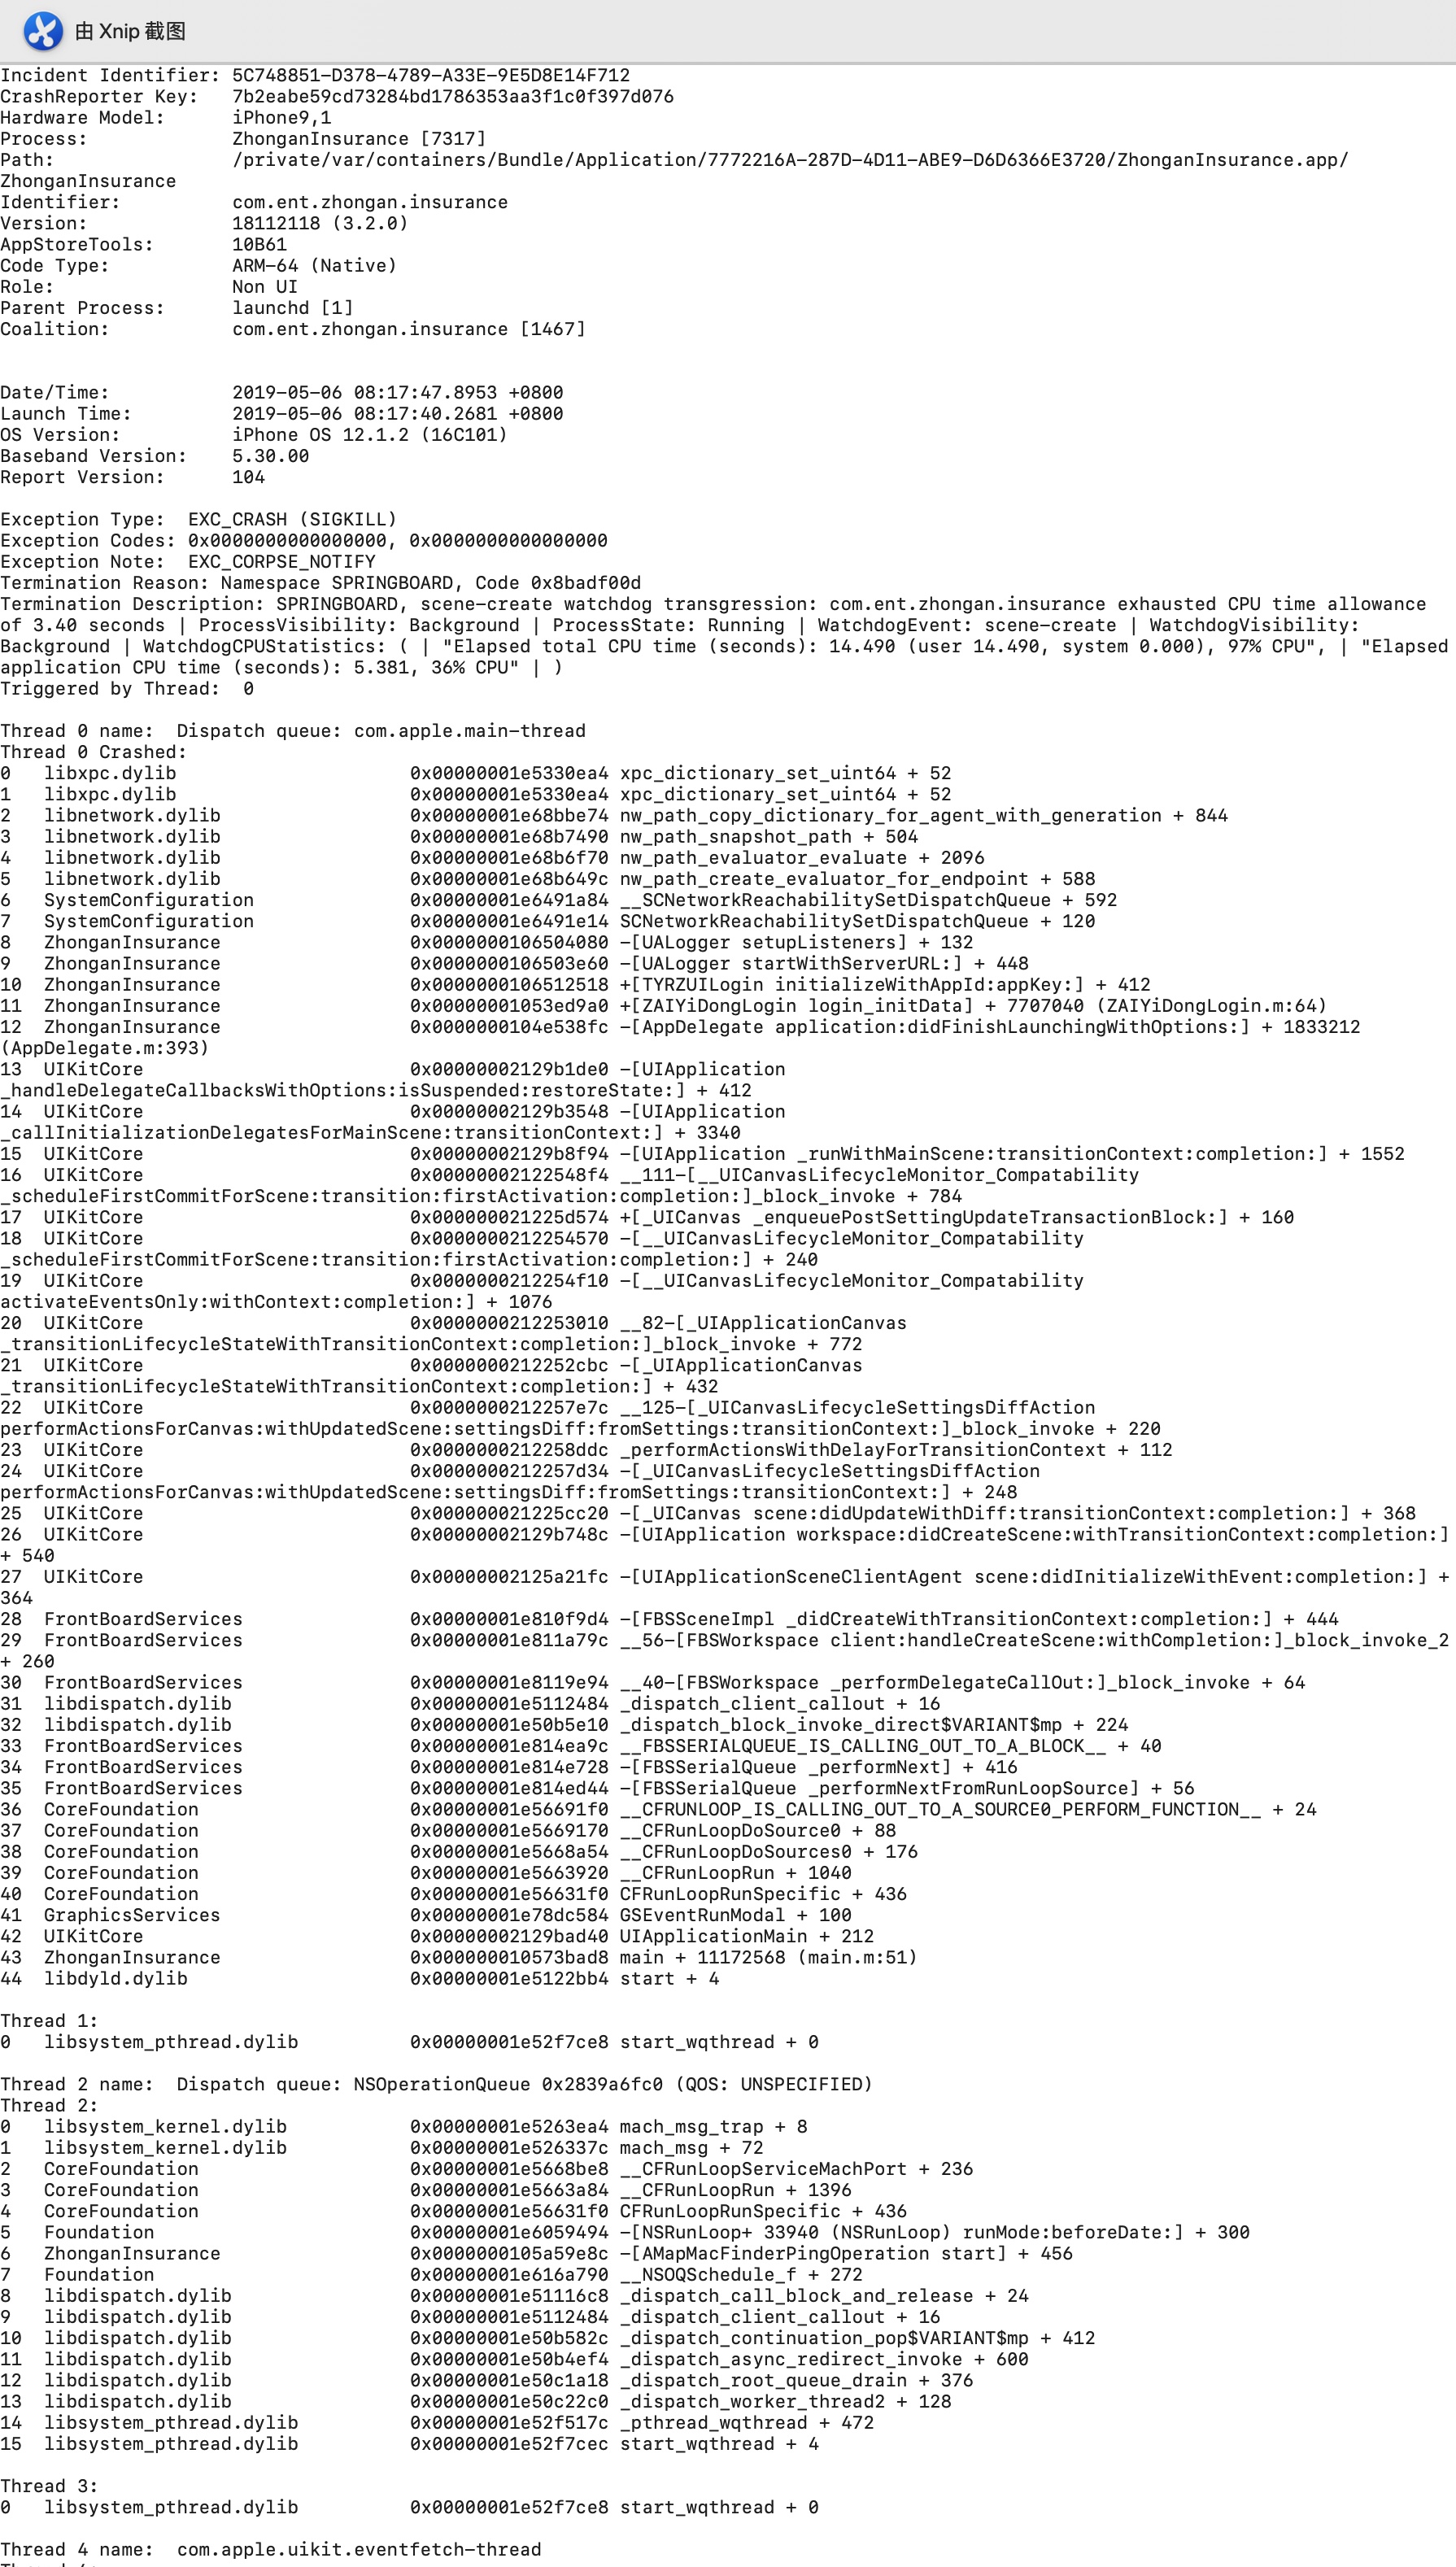 由 Xnip 截图
Incident Identifier: 5C748851-D378-4789-A33E-9E5D8E14F712
CrashReporter Key:   7b2eabe59cd73284bd1786353aa3f1c0f397d076
Hardware Model:      iPhone9,1
Process:             ZhonganInsurance [7317]
Path:                /private/var/containers/Bundle/Application/7772216A-287D-4D11-ABE9-D6D6366E3720/ZhonganInsurance.app/
ZhonganInsurance
Identifier:          com.ent.zhongan.insurance
Version:             18112118 (3.2.0)
AppStoreTools:       10B61
Code Type:           ARM-64 (Native)
Role:                Non UI
Parent Process:      launchd [1]
Coalition:           com.ent.zhongan.insurance [1467]
Date/Time:           2019-05-06 08:17:47.8953 +0800
Launch Time:         2019-05-06 08:17:40.2681 +0800
OS Version:          iPhone OS 12.1.2 (16C101)
Baseband Version:    5.30.00
Report Version:      104
Exception Type:  EXC_CRASH (SIGKILL)
Exception Codes: 0x0000000000000000, 0x0000000000000000
Exception Note:  EXC_CORPSE_NOTIFY
Termination Reason: Namespace SPRINGBOARD, Code 0x8badf00d
Termination Description: SPRINGBOARD, scene-create watchdog transgression: com.ent.zhongan.insurance exhausted CPU time allowance
of 3.40 seconds | ProcessVisibility: Background | ProcessState: Running | WatchdogEvent: scene-create | WatchdogVisibility:
Background | WatchdogCPUStatistics: ( | "Elapsed total CPU time (seconds): 14.490 (user 14.490, system 0.000), 97% CPU", | "Elapsed
application CPU time (seconds): 5.381, 36% CPU" | )
Triggered by Thread:  0
Thread 0 name:  Dispatch queue: com.apple.main-thread
Thread 0 Crashed:
0   libxpc.dylib                     0x00000001e5330ea4 xpc_dictionary_set_uint64 + 52
1   libxpc.dylib                     0x00000001e5330ea4 xpc_dictionary_set_uint64 + 52
2   libnetwork.dylib                 0x00000001e68bbe74 nw_path_copy_dictionary_for_agent_with_generation + 844
3   libnetwork.dylib                 0x00000001e68b7490 nw_path_snapshot_path + 504
4   libnetwork.dylib                 0x00000001e68b6f70 nw_path_evaluator_evaluate + 2096
5   libnetwork.dylib                 0x00000001e68b649c nw_path_create_evaluator_for_endpoint + 588
6   SystemConfiguration              0x00000001e6491a84 __SCNetworkReachabilitySetDispatchQueue + 592
7   SystemConfiguration              0x00000001e6491e14 SCNetworkReachabilitySetDispatchQueue + 120
8   ZhonganInsurance                 0x0000000106504080 -[UALogger setupListeners] + 132
9   ZhonganInsurance                 0x0000000106503e60 -[UALogger startWithServerURL:] + 448
10  ZhonganInsurance                 0x0000000106512518 +[TYRZUILogin initializeWithAppId:appKey:] + 412
11  ZhonganInsurance                 0x00000001053ed9a0 +[ZAIYiDongLogin login_initData] + 7707040 (ZAIYiDongLogin.m:64)
12  ZhonganInsurance                 0x0000000104e538fc -[AppDelegate application:didFinishLaunchingWithOptions:] + 1833212
(AppDelegate.m:393)
13  UIKitCore                        0x00000002129b1de0 -[UIApplication
_handleDelegateCallbacksWithOptions:isSuspended:restoreState:] + 412
14  UIKitCore                        0x00000002129b3548 -[UIApplication
_callInitializationDelegatesForMainScene:transitionContext:] + 3340
15  UIKitCore                        0x00000002129b8f94 -[UIApplication _runWithMainScene:transitionContext:completion:] + 1552
16  UIKitCore                        0x00000002122548f4 __111-[__UICanvasLifecycleMonitor_Compatability
_scheduleFirstCommitForScene:transition:firstActivation:completion:]_block_invoke + 784
17  UIKitCore                        0x000000021225d574 +[_UICanvas _enqueuePostSettingUpdateTransactionBlock:] + 160
18  UIKitCore                        0x0000000212254570 -[__UICanvasLifecycleMonitor_Compatability
_scheduleFirstCommitForScene:transition:firstActivation:completion:] + 240
19  UIKitCore                        0x0000000212254f10 -[__UICanvasLifecycleMonitor_Compatability
activateEventsOnly:withContext:completion:] + 1076
20  UIKitCore                        0x0000000212253010 __82-[_UIApplicationCanvas
_transitionLifecycleStateWithTransitionContext:completion:]_block_invoke + 772
21  UIKitCore                        0x0000000212252cbc -[_UIApplicationCanvas
_transitionLifecycleStateWithTransitionContext:completion:] + 432
22  UIKitCore                        0x0000000212257e7c __125-[_UICanvasLifecycleSettingsDiffAction
performActionsForCanvas:withUpdatedScene:settingsDiff:fromSettings:transitionContext:]_block_invoke + 220
23  UIKitCore                        0x0000000212258ddc _performActionsWithDelayForTransitionContext + 112
24  UIKitCore                        0x0000000212257d34 -[_UICanvasLifecycleSettingsDiffAction
performActionsForCanvas:withUpdatedScene:settingsDiff:fromSettings:transitionContext:] + 248
25  UIKitCore                        0x000000021225cc20 -[_UICanvas scene:didUpdateWithDiff:transitionContext:completion:] + 368
26  UIKitCore                        0x00000002129b748c -[UIApplication workspace:didCreateScene:withTransitionContext:completion:]
+ 540
27  UIKitCore                        0x00000002125a21fc -[UIApplicationSceneClientAgent scene:didInitializeWithEvent:completion:] +
364
28  FrontBoardServices               0x00000001e810f9d4 -[FBSSceneImpl _didCreateWithTransitionContext:completion:] + 444
29  FrontBoardServices               0x00000001e811a79c __56-[FBSWorkspace client:handleCreateScene:withCompletion:]_block_invoke_2
+ 260
30  FrontBoardServices               0x00000001e8119e94 __40-[FBSWorkspace _performDelegateCallOut:]_block_invoke + 64
31  libdispatch.dylib                0x00000001e5112484 _dispatch_client_callout + 16
32  libdispatch.dylib                0x00000001e50b5e10 _dispatch_block_invoke_direct$VARIANT$mp + 224
33  FrontBoardServices               0x00000001e814ea9c __FBSSERIALQUEUE_IS_CALLING_OUT_TO_A_BLOCK__ + 40
34  FrontBoardServices               0x00000001e814e728 -[FBSSerialQueue _performNext] + 416
35  FrontBoardServices               0x00000001e814ed44 -[FBSSerialQueue _performNextFromRunLoopSource] + 56
36  CoreFoundation                   0x00000001e56691f0 __CFRUNLOOP_IS_CALLING_OUT_TO_A_SOURCE0_PERFORM_FUNCTION__ + 24
37  CoreFoundation                   0x00000001e5669170 __CFRunLoopDoSource0 + 88
38  CoreFoundation                   0x00000001e5668a54 __CFRunLoopDoSources0 + 176
39  CoreFoundation                   0x00000001e5663920 __CFRunLoopRun + 1040
40  CoreFoundation                   0x00000001e56631f0 CFRunLoopRunSpecific + 436
41  GraphicsServices                 0x00000001e78dc584 GSEventRunModal + 100
42  UIKitCore                        0x00000002129bad40 UIApplicationMain + 212
43  ZhonganInsurance                 0x000000010573bad8 main + 11172568 (main.m:51)
44  libdyld.dylib                    0x00000001e5122bb4 start + 4
Thread 1:
0   libsystem_pthread.dylib          0x00000001e52f7ce8 start_wqthread + 0
Thread 2 name:  Dispatch queue: NSOperationQueue 0x2839a6fc0 (QOS: UNSPECIFIED)
Thread 2:
0   libsystem_kernel.dylib           0x00000001e5263ea4 mach_msg_trap + 8
1   libsystem_kernel.dylib           0x00000001e526337c mach_msg + 72
2   CoreFoundation                   0x00000001e5668be8 __CFRunLoopServiceMachPort + 236
3   CoreFoundation                   0x00000001e5663a84 __CFRunLoopRun + 1396
4   CoreFoundation                   0x00000001e56631f0 CFRunLoopRunSpecific + 436
5   Foundation                       0x00000001e6059494 -[NSRunLoop+ 33940 (NSRunLoop) runMode:beforeDate:] + 300
6   ZhonganInsurance                 0x0000000105a59e8c -[AMapMacFinderPingOperation start] + 456
7   Foundation                       0x00000001e616a790 __NSOQSchedule_f + 272
8   libdispatch.dylib                0x00000001e51116c8 _dispatch_call_block_and_release + 24
9   libdispatch.dylib                0x00000001e5112484 _dispatch_client_callout + 16
10  libdispatch.dylib                0x00000001e50b582c _dispatch_continuation_pop$VARIANT$mp + 412
11  libdispatch.dylib                0x00000001e50b4ef4 _dispatch_async_redirect_invoke + 600
12  libdispatch.dylib                0x00000001e50c1a18 _dispatch_root_queue_drain + 376
13  libdispatch.dylib                0x00000001e50c22c0 _dispatch_worker_thread2 + 128
14  libsystem_pthread.dylib          0x00000001e52f517c _pthread_wqthread + 472
15  libsystem_pthread.dylib          0x00000001e52f7cec start_wqthread + 4
Thread 3:
0   libsystem_pthread.dylib          0x00000001e52f7ce8 start_wqthread + 0
Thread 4 name:  com.apple.uikit.eventfetch-thread